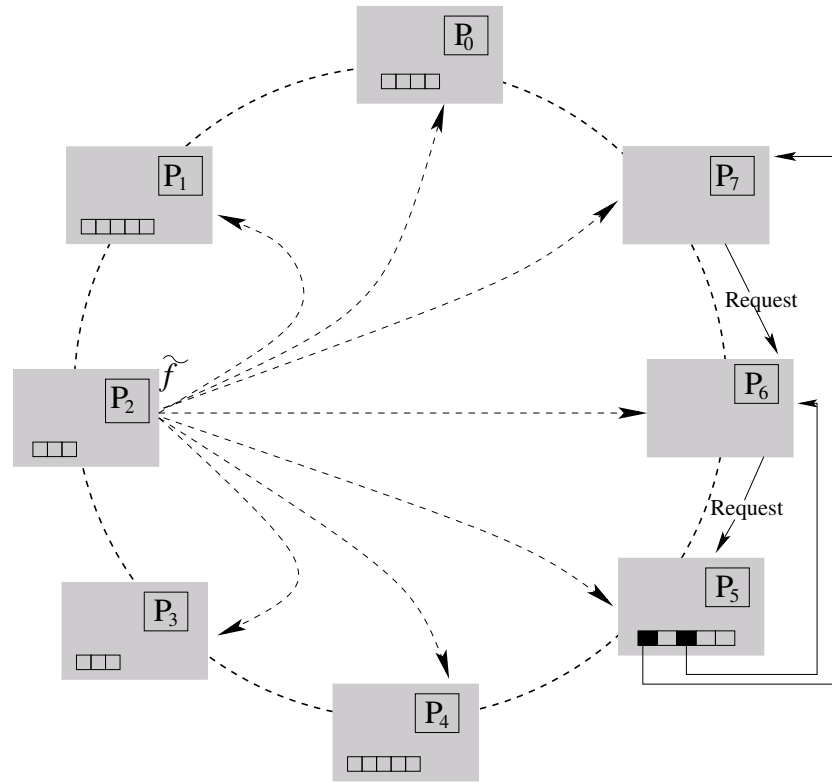 P₀
P₁
P₇
Request
f̃
P₂
P₆
Request
P₃
P₅
P₄